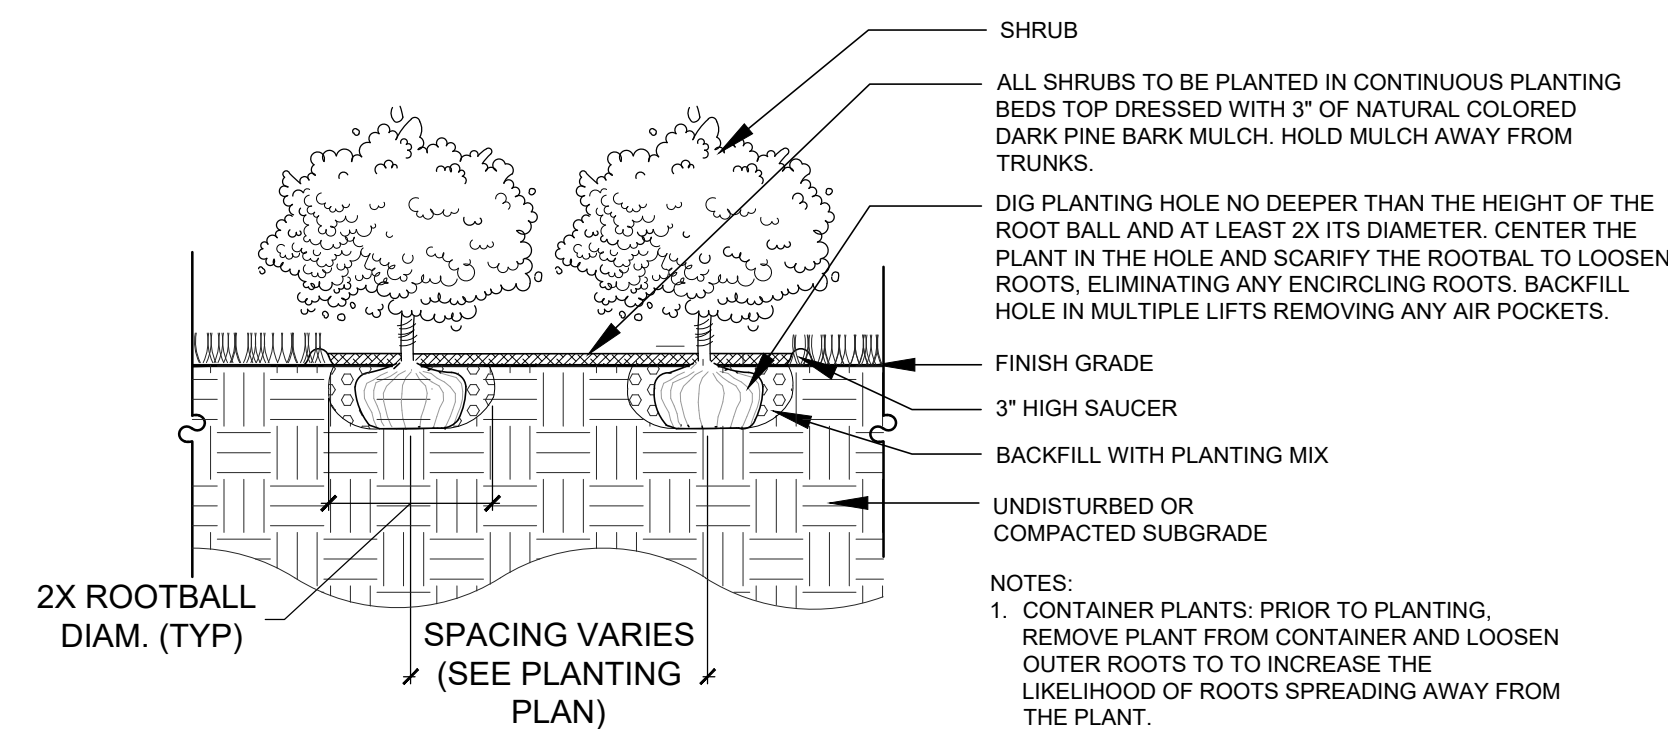 SHRUB
ALL SHRUBS TO BE PLANTED IN CONTINUOUS PLANTING
BEDS TOP DRESSED WITH 3" OF NATURAL COLORED
DARK PINE BARK MULCH. HOLD MULCH AWAY FROM
TRUNKS.
DIG PLANTING HOLE NO DEEPER THAN THE HEIGHT OF THE
ROOT BALL AND AT LEAST 2X ITS DIAMETER. CENTER THE
PLANT IN THE HOLE AND SCARIFY THE ROOTBAL TO LOOSEN
ROOTS, ELIMINATING ANY ENCIRCLING ROOTS. BACKFILL
HOLE IN MULTIPLE LIFTS REMOVING ANY AIR POCKETS.
FINISH GRADE
3" HIGH SAUCER
BACKFILL WITH PLANTING MIX
UNDISTURBED OR
COMPACTED SUBGRADE
2X ROOTBALL
DIAM. (TYP)
SPACING VARIES
(SEE PLANTING
PLAN)
NOTES:
1. CONTAINER PLANTS: PRIOR TO PLANTING,
REMOVE PLANT FROM CONTAINER AND LOOSEN
OUTER ROOTS TO TO INCREASE THE
LIKELIHOOD OF ROOTS SPREADING AWAY FROM
THE PLANT.